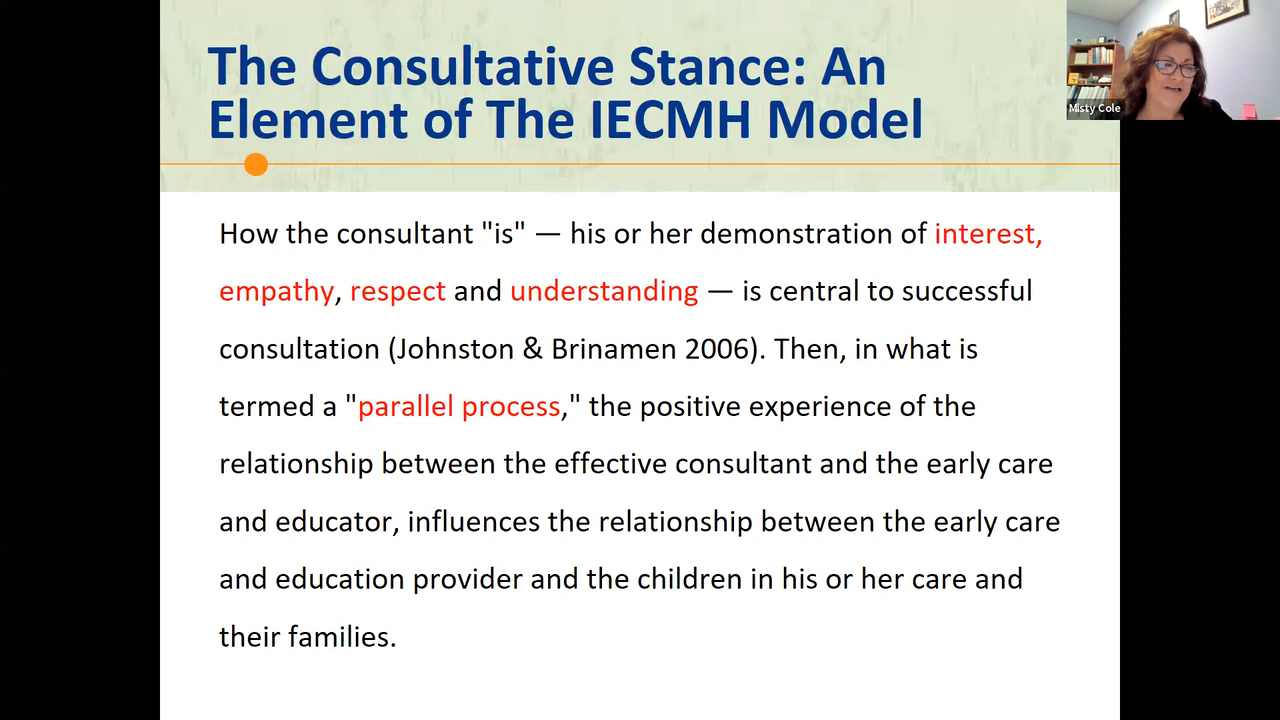 The Consultative Stance: An
Element of The IECMH Model
Misty Cole
How the consultant "is" — his or her demonstration of interest,
empathy, respect and understanding — is central to successful
consultation (Johnston & Brinamen 2006). Then, in what is
termed a "parallel process," the positive experience of the
relationship between the effective consultant and the early care
and educator, influences the relationship between the early care
and education provider and the children in his or her care and
their families.